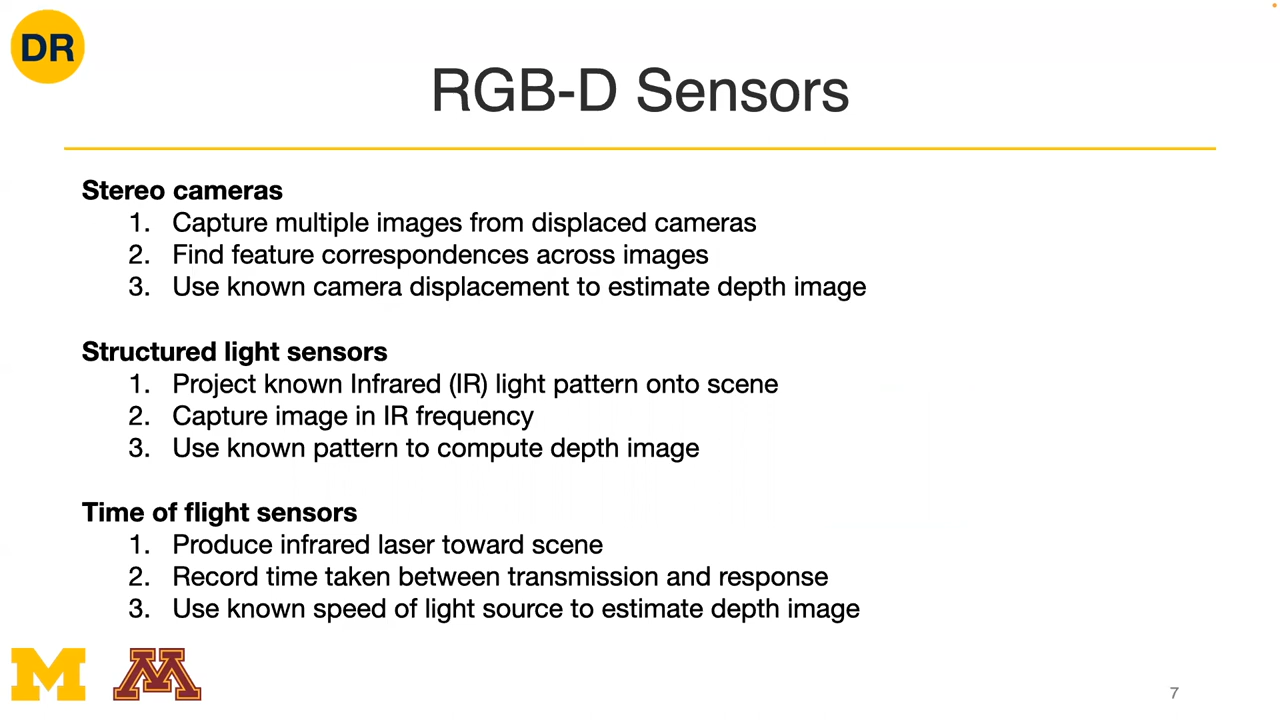 DR
RGB-D Sensors
Stereo cameras
1. Capture multiple images from displaced cameras
2. Find feature correspondences across images
3. Use known camera displacement to estimate depth image
Structured light sensors
1. Project known Infrared (IR) light pattern onto scene
2. Capture image in IR frequency
3. Use known pattern to compute depth image
Time of flight sensors
1. Produce infrared laser toward scene
2. Record time taken between transmission and response
3. Use known speed of light source to estimate depth image
M M
7